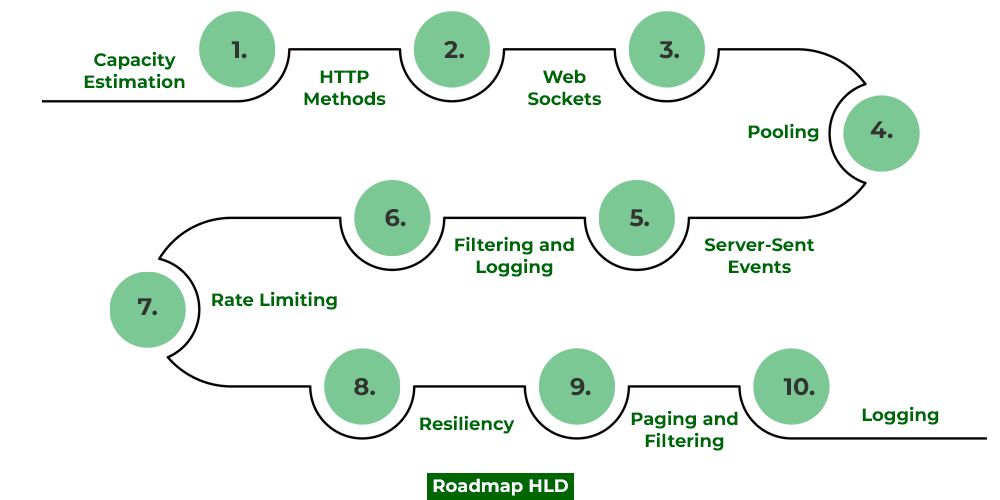 Capacity
Estimation
1.
HTTP
Methods
2.
Web
Sockets
3.
Pooling
4.
Server-Sent
Events
5.
Filtering and
Logging
6.
Rate Limiting
7.
8.
Resiliency
9.
Paging and
Filtering
10.
Logging
Roadmap HLD